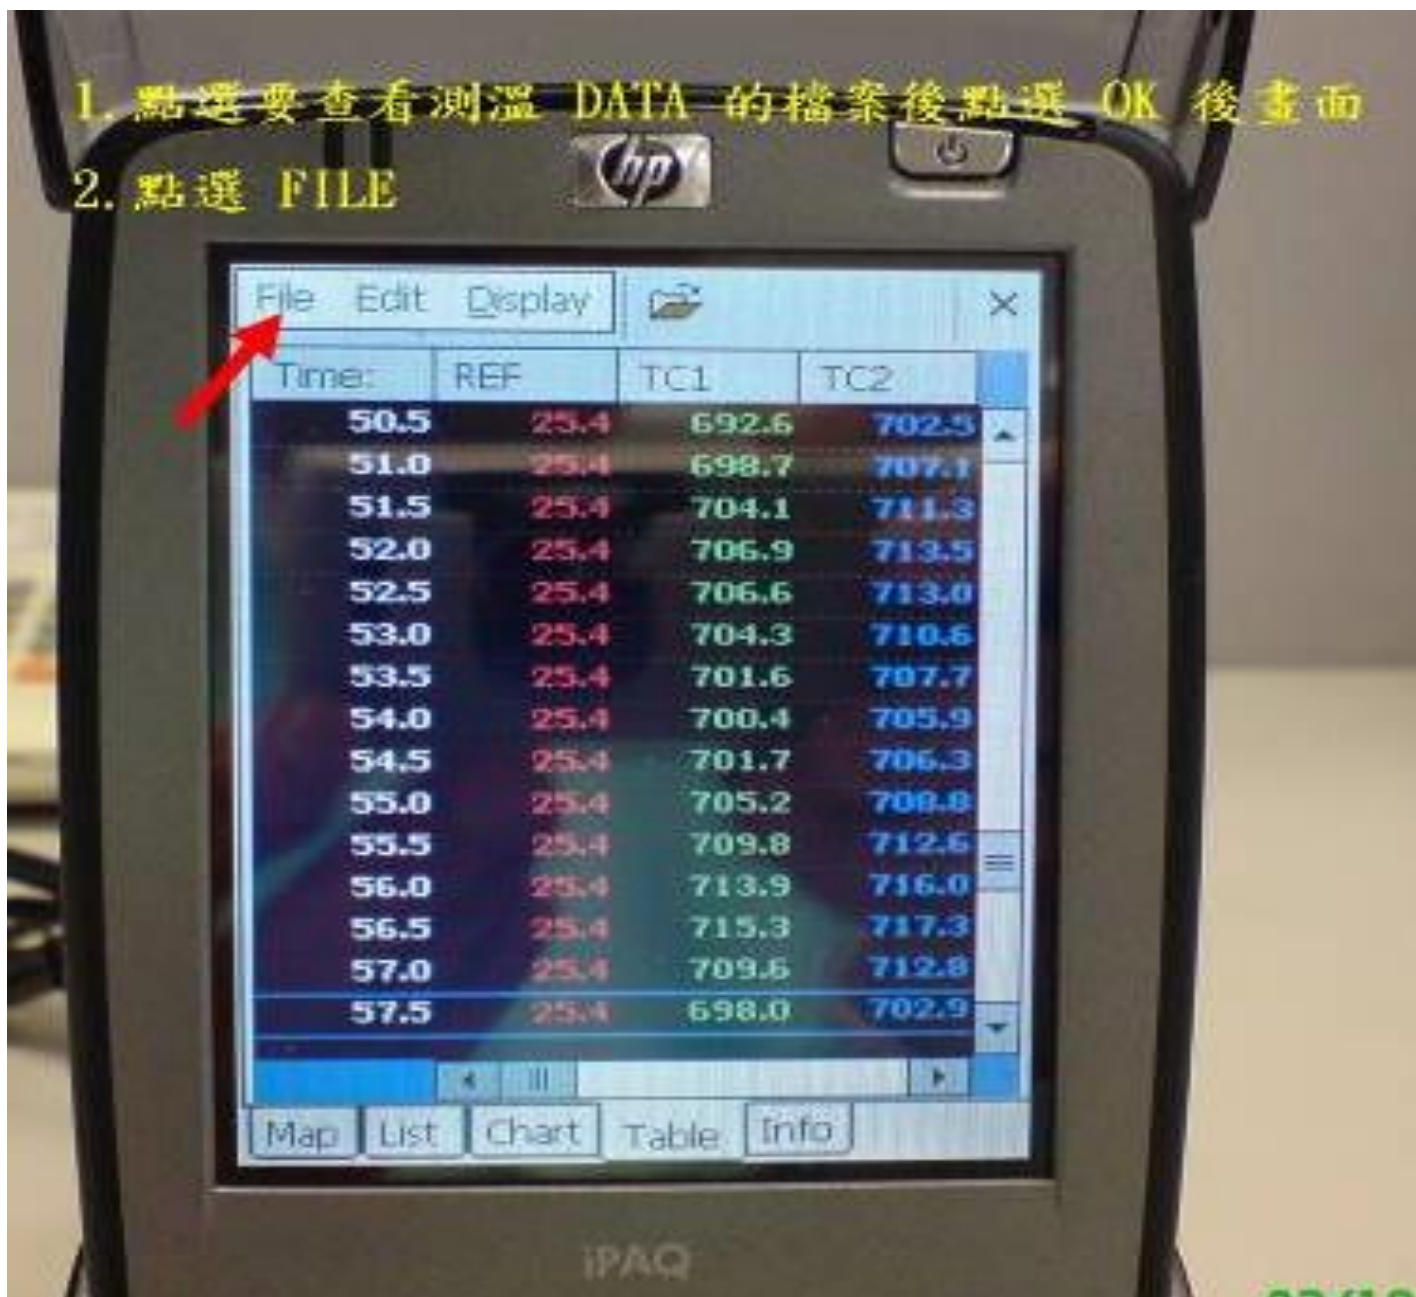 1. 點選要查看測溫 DATA 的檔案後點選 OK 後畫面
2. 點選 FILE
hp
File Edit Display
Time: REF TC1 TC2
50.5 25.4 692.6 702.5
51.0 25.4 698.7 707.1
51.5 25.4 704.1 711.3
52.0 25.4 706.9 713.5
52.5 25.4 706.6 713.0
53.0 25.4 704.3 710.6
53.5 25.4 701.6 707.7
54.0 25.4 700.4 705.9
54.5 25.4 701.7 706.3
55.0 25.4 705.2 708.8
55.5 25.4 709.8 712.6
56.0 25.4 713.9 716.0
56.5 25.4 715.3 717.3
57.0 25.4 709.6 712.8
57.5 25.4 698.0 702.9
Map List Chart Table Info
iPAQ